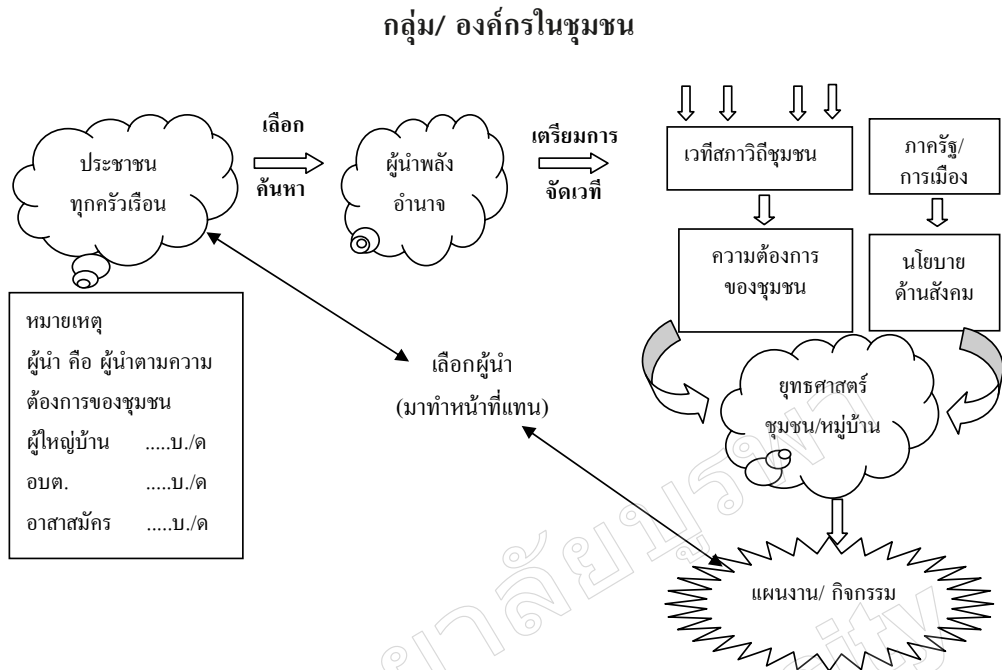 กลุ่ม/ องค์กรในชุมชน
ประชาชน
ทุกครัวเรือน
เลือก
ค้นหา
ผู้นำพลัง
อำนาจ
เตรียมการ
จัดเวที
เวทีสภาวิถีชุมชน
ภาครัฐ/
การเมือง
ความต้องการ
ของชุมชน
นโยบาย
ด้านสังคม
หมายเหตุ
ผู้นำ คือ ผู้นำตามความ
ต้องการของชุมชน
ผู้ใหญ่บ้าน .....บ./ด
อบต. .....บ./ด
อาสาสมัคร .....บ./ด
เลือกผู้นำ
(มาทำหน้าที่แทน)
ยุทธศาสตร์
ชุมชน/หมู่บ้าน
แผนงาน/ กิจกรรม